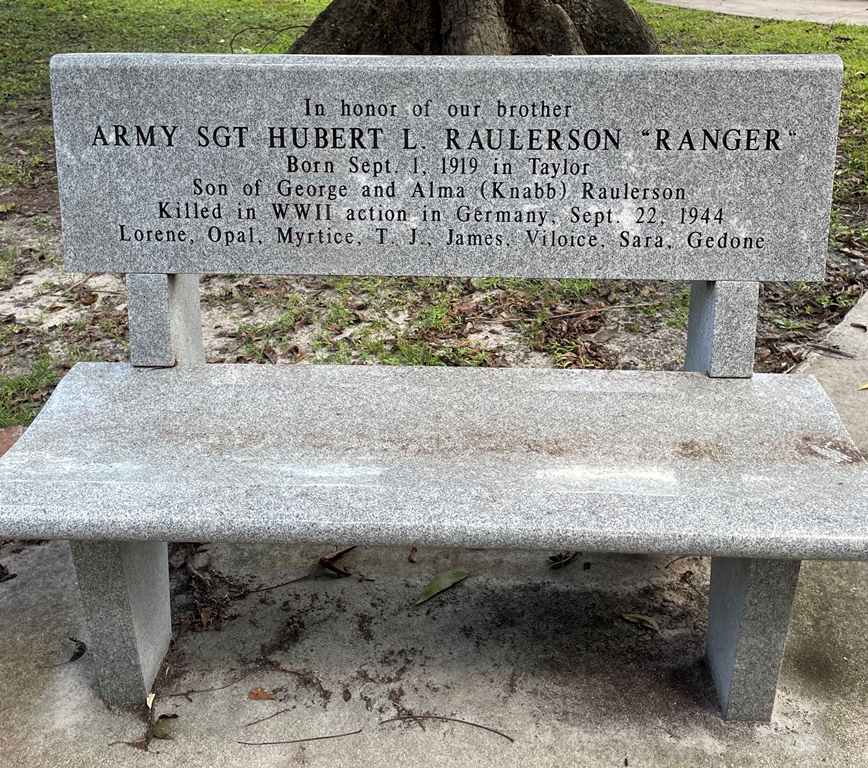 In honor of our brother
ARMY SGT HUBERT L. RAULERSON "RANGER"
Born Sept. 1, 1919 in Taylor
Son of George and Alma (Knabb) Raulerson
Killed in WWII action in Germany, Sept. 22, 1944
Lorene, Opal, Myrtice, T. J., James, Viloice, Sara, Gedone